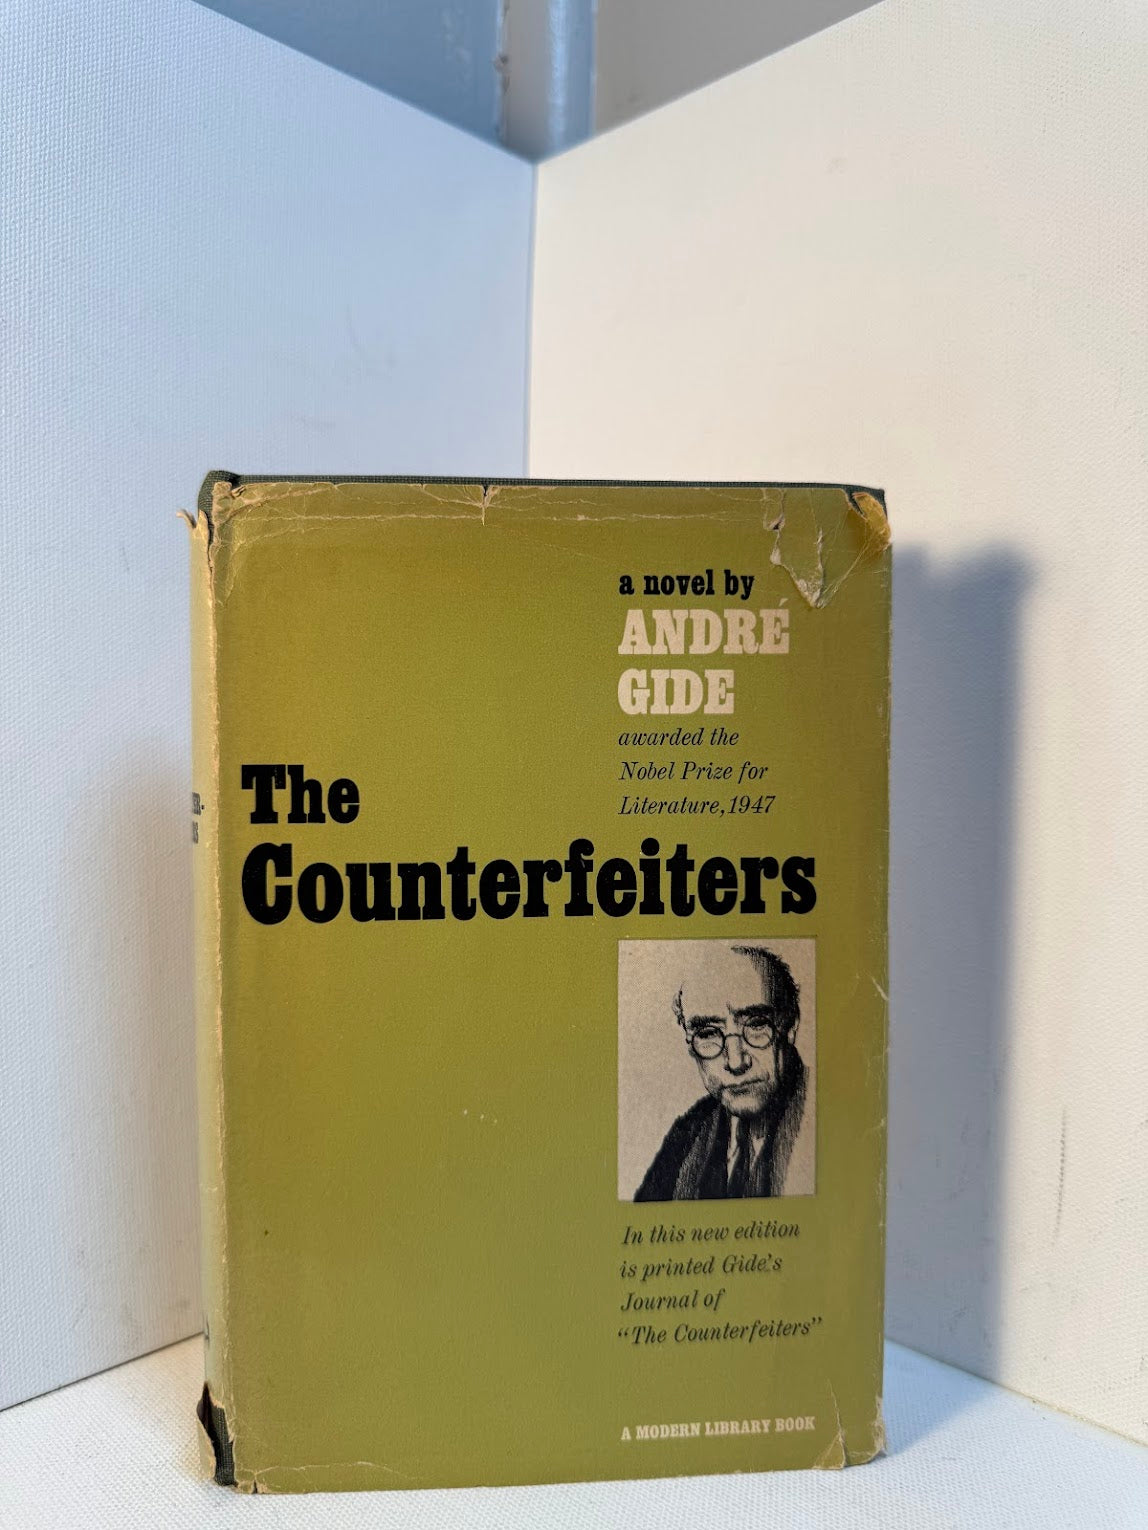 a novel by
ANDRÉ
GIDE
awarded the
Nobel Prize for
Literature, 1947
The
Counterfeiters
In this new edition
is printed Gide's
Journal of
“The Counterfeiters”
A MODERN LIBRARY BOOK